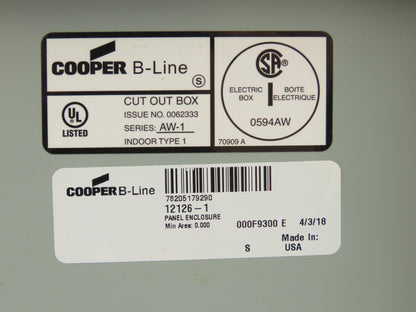 COOPER B-Line
S
UL
LISTED
CUT OUT BOX
ISSUE NO. 0062333
SERIES: AW-1
INDOOR TYPE 1
SA
ELECTRIC BOX
BOITE ELECTRIQUE
0594AW
70909 A
COOPER B-Line
78205179290
12126-1
PANEL ENCLOSURE
Min Area: 0.000
000F9300 E 4/3/18
Made In:
S USA